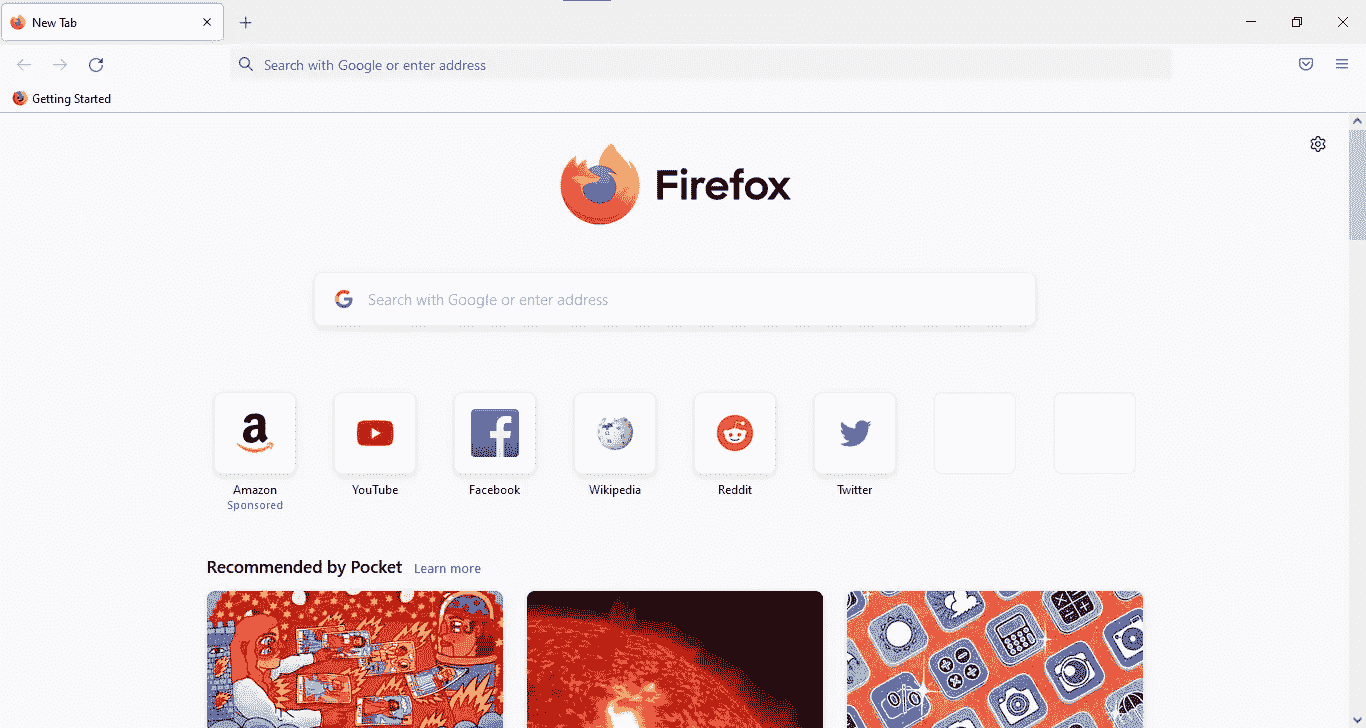 New Tab
Search with Google or enter address
Getting Started
Firefox
Search with Google or enter address
Amazon
Sponsored
YouTube
Facebook
Wikipedia
Reddit
Twitter
Recommended by Pocket Learn more